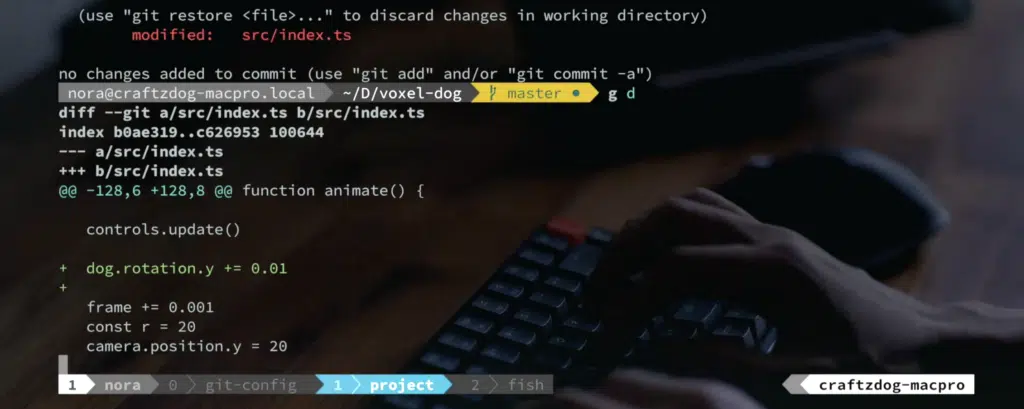 (use "git restore <file>..." to discard changes in working directory)
modified:   src/index.ts
no changes added to commit (use "git add" and/or "git commit -a")
nora@craftzdog-macpro.local ~/D/voxel-dog master ● g d
diff --git a/src/index.ts b/src/index.ts
index b0ae319..c626953 100644
--- a/src/index.ts
+++ b/src/index.ts
@@ -128,6 +128,8 @@ function animate() {
controls.update()
+  dog.rotation.y += 0.01
+
frame += 0.001
const r = 20
camera.position.y = 20
1 nora 0 git-config 1 project 2 fish craftzdog-macpro